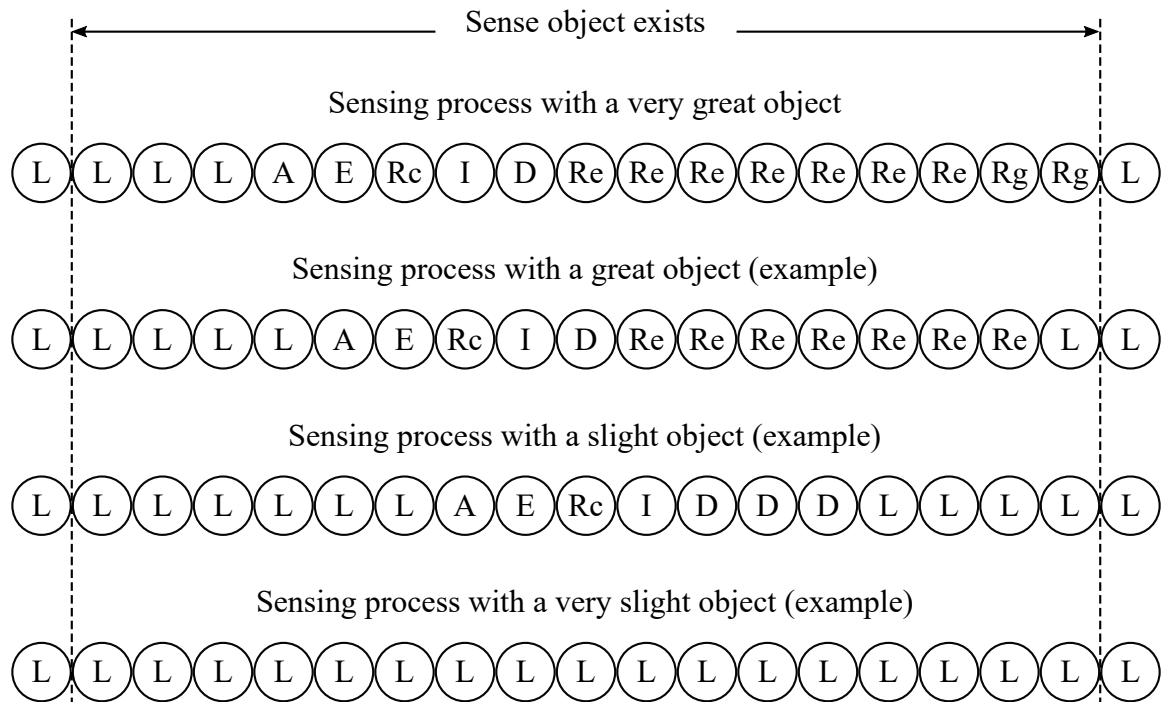 Sense object exists
Sensing process with a very great object
L L L L A E Rc I D Re Re Re Re Re Re Re Rg Rg L
Sensing process with a great object (example)
L L L L L A E Rc I D Re Re Re Re Re Re Re L L
Sensing process with a slight object (example)
L L L L L L L A E Rc I D D D L L L L L
Sensing process with a very slight object (example)
L L L L L L L L L L L L L L L L L L L